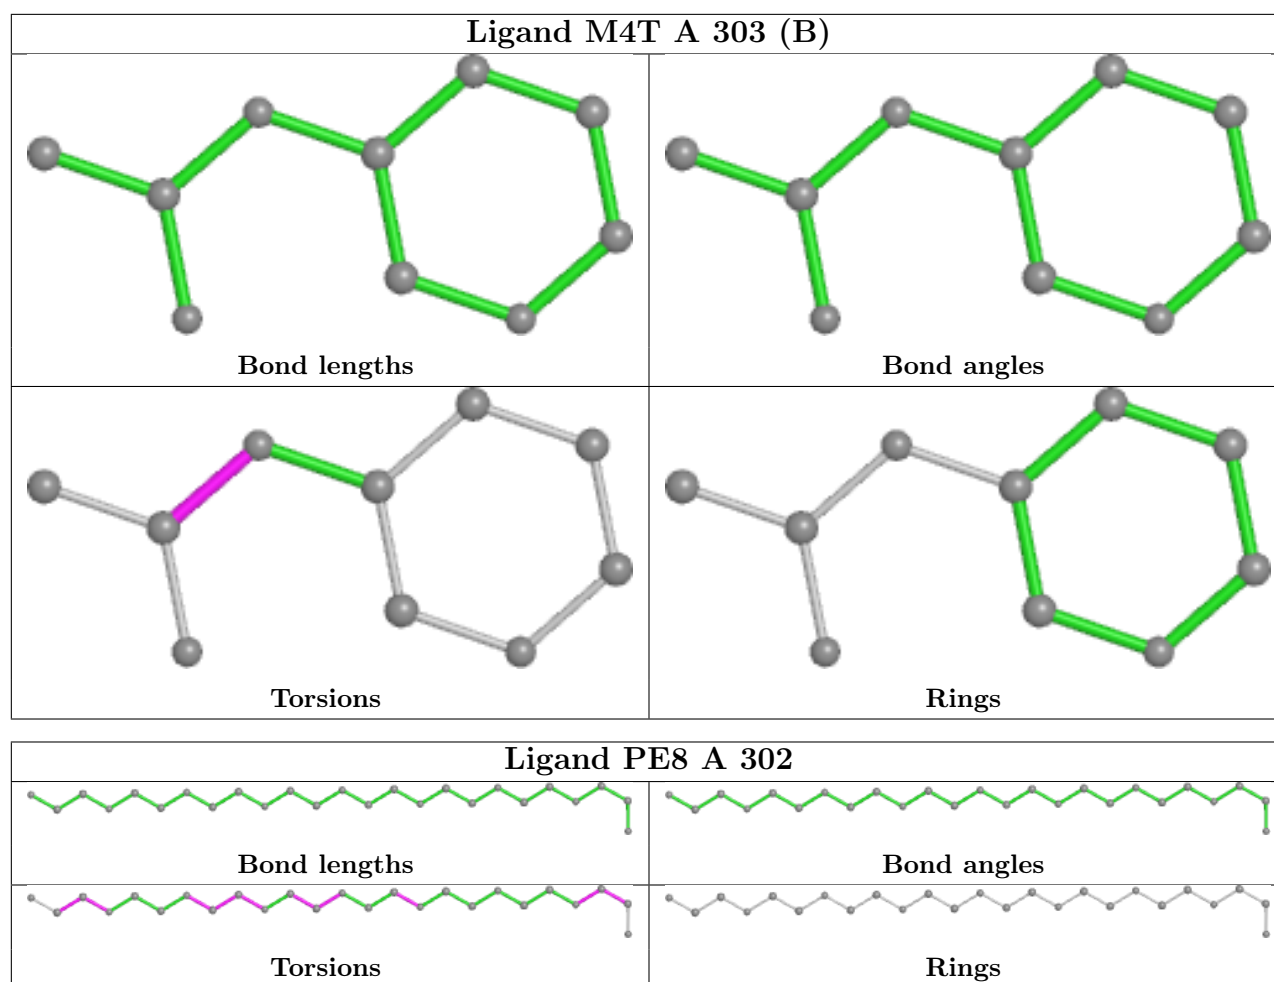 Ligand M4T A 303 (B)
Bond lengths
Bond angles
Torsions
Rings
Ligand PE8 A 302
Bond lengths
Bond angles
Torsions
Rings